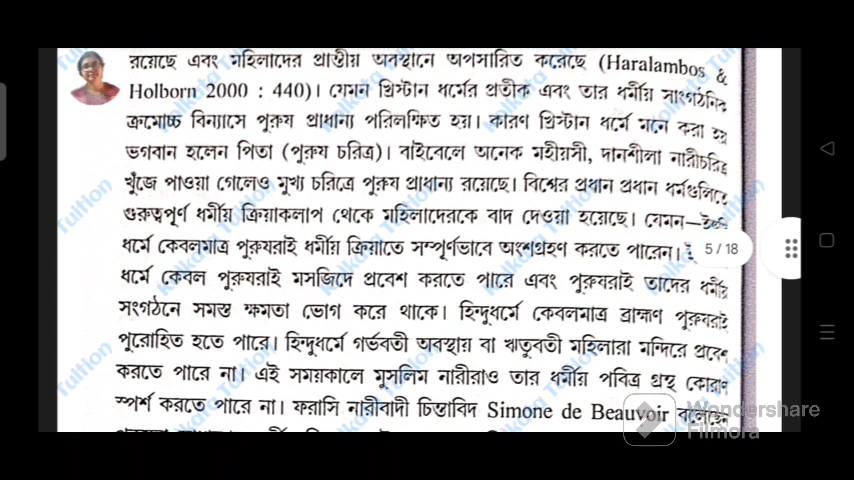 রয়েছে এবং মহিলাদের প্রান্তীয় অবস্থানে অপসারিত করেছে (Haralambos &
Holborn 2000 : 440)। যেমন খ্রিস্টান ধর্মের প্রতীক এবং তার ধর্মীয় সাংগঠনিক
ক্রমোচ্চ বিন্যাসে পুরুষ প্রাধান্য পরিলক্ষিত হয়। কারণ খ্রিস্টান ধর্মে মনে করা হয়
ভগবান হলেন পিতা (পুরুষ চরিত্র)। বাইবেলে অনেক মহীয়সী, দানশীলা নারীচরিত্র
খুঁজে পাওয়া গেলেও মুখ্য চরিত্রে পুরুষ প্রাধান্য রয়েছে। বিশ্বের প্রধান প্রধান ধর্মগুলিতে
গুরুত্বপূর্ণ ধর্মীয় ক্রিয়াকলাপ থেকে মহিলাদেরকে বাদ দেওয়া হয়েছে। যেমন—
ধর্মে কেবলমাত্র পুরুষরাই ধর্মীয় ক্রিয়াতে সম্পূর্ণভাবে অংশগ্রহণ করতে পারেন।
5 / 18
ধর্মে কেবল পুরুষরাই মসজিদে প্রবেশ করতে পারে এবং পুরুষরাই তাদের ধর্মীয়
সংগঠনে সমস্ত ক্ষমতা ভোগ করে থাকে। হিন্দুধর্মে কেবলমাত্র ব্রাহ্মণ পুরুষরাই
পুরোহিত হতে পারে। হিন্দুধর্মে গর্ভবতী অবস্থায় বা ঋতুবতী মহিলারা মন্দিরে প্রবেশ
করতে পারে না। এই সময়কালে মুসলিম নারীরাও তার ধর্মীয় পবিত্র গ্রন্থ কোরাণ
স্পর্শ করতে পারে না। ফরাসি নারীবাদী চিন্তাবিদ Simone de Beauvoir বলেছেন
Wondershare
Filmora
Kolkata Tuition